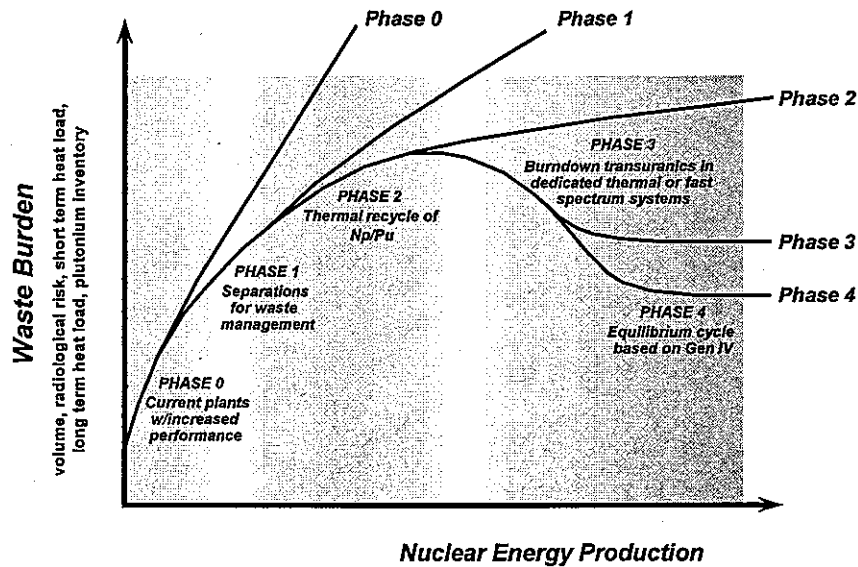 Phase 0
Phase 1
Phase 2
PHASE 3
Burndown transuranics in
dedicated thermal or fast
spectrum systems
PHASE 2
Thermal recycle of
Np/Pu
Phase 3
PHASE 1
Separations
for waste
management
Phase 4
PHASE 4
Equilibrium cycle
based on Gen IV
PHASE 0
Current plants
w/increased
performance
Waste Burden
volume, radiological risk, short term heat load,
long term heat load, plutonium inventory
Nuclear Energy Production